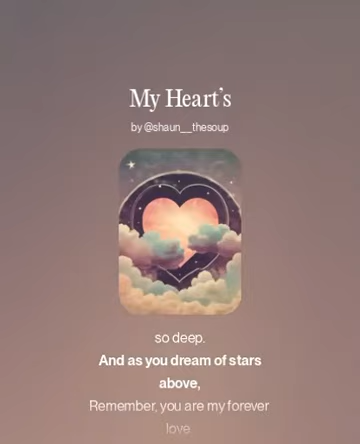 My Heart's
by @shaun__thesoup
so deep.
And as you dream of stars
above,
Remember, you are my forever
love.